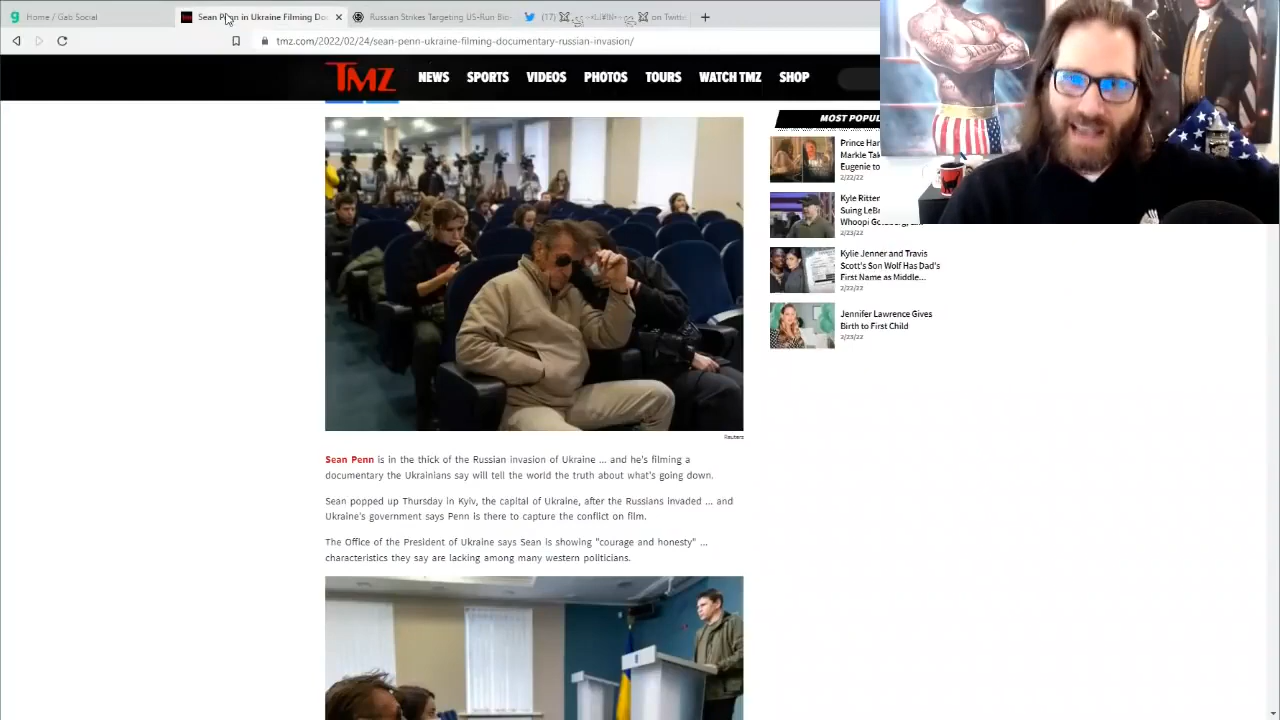 Home / Gab Social
Sean Penn in Ukraine Filming Doc
Russian Strikes Targeting US-Run Bio-
(17)
on Twitte
tmz.com/2022/02/24/sean-penn-ukraine-filming-documentary-russian-invasion/
TMZ NEWS SPORTS VIDEOS PHOTOS TOURS WATCH TMZ SHOP
MOST POPUL
Prince Har
Markle Tak
Eugenie to
2/22/22
Kyle Ritten
Suing LeBr
Whoopi Goldberg,
2/23/22
Kylie Jenner and Travis
Scott's Son Wolf Has Dad's
First Name as Middle...
2/22/22
Jennifer Lawrence Gives
Birth to First Child
2/23/22
Reuters
Sean Penn is in the thick of the Russian invasion of Ukraine ... and he's filming a
documentary the Ukrainians say will tell the world the truth about what's going down.
Sean popped up Thursday in Kyiv, the capital of Ukraine, after the Russians invaded ... and
Ukraine's government says Penn is there to capture the conflict on film.
The Office of the President of Ukraine says Sean is showing "courage and honesty" ...
characteristics they say are lacking among many western politicians.